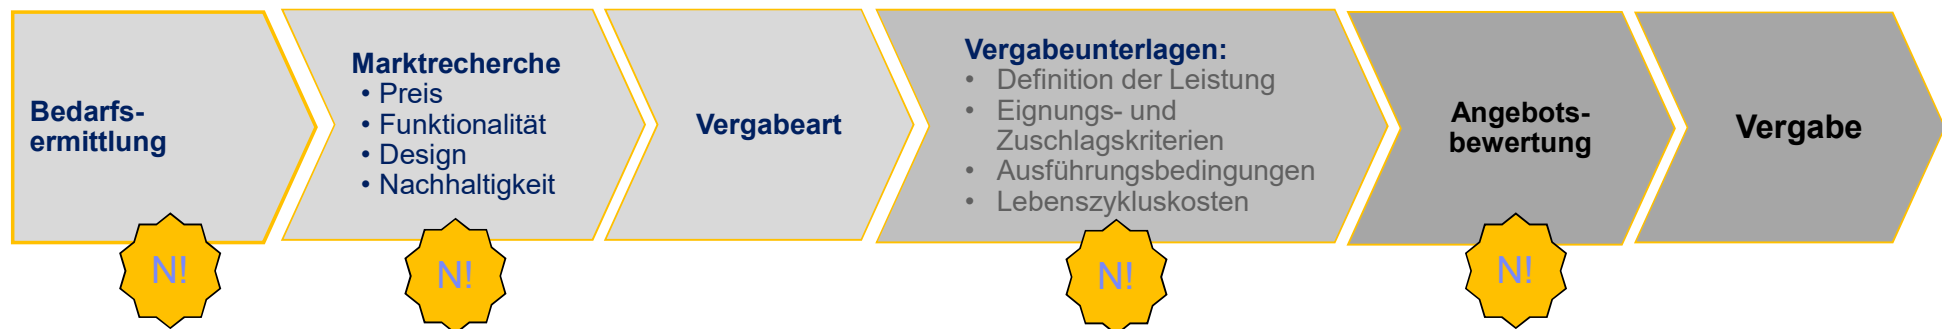 Bedarfs-
ermittlung
Marktrecherche
• Preis
• Funktionalität
• Design
• Nachhaltigkeit
Vergabeart
Vergabeunterlagen:
• Definition der Leistung
• Eignungs- und
Zuschlagskriterien
• Ausführungsbedingungen
• Lebenszykluskosten
Angebots-
bewertung
Vergabe
N!
N!
N!
N!